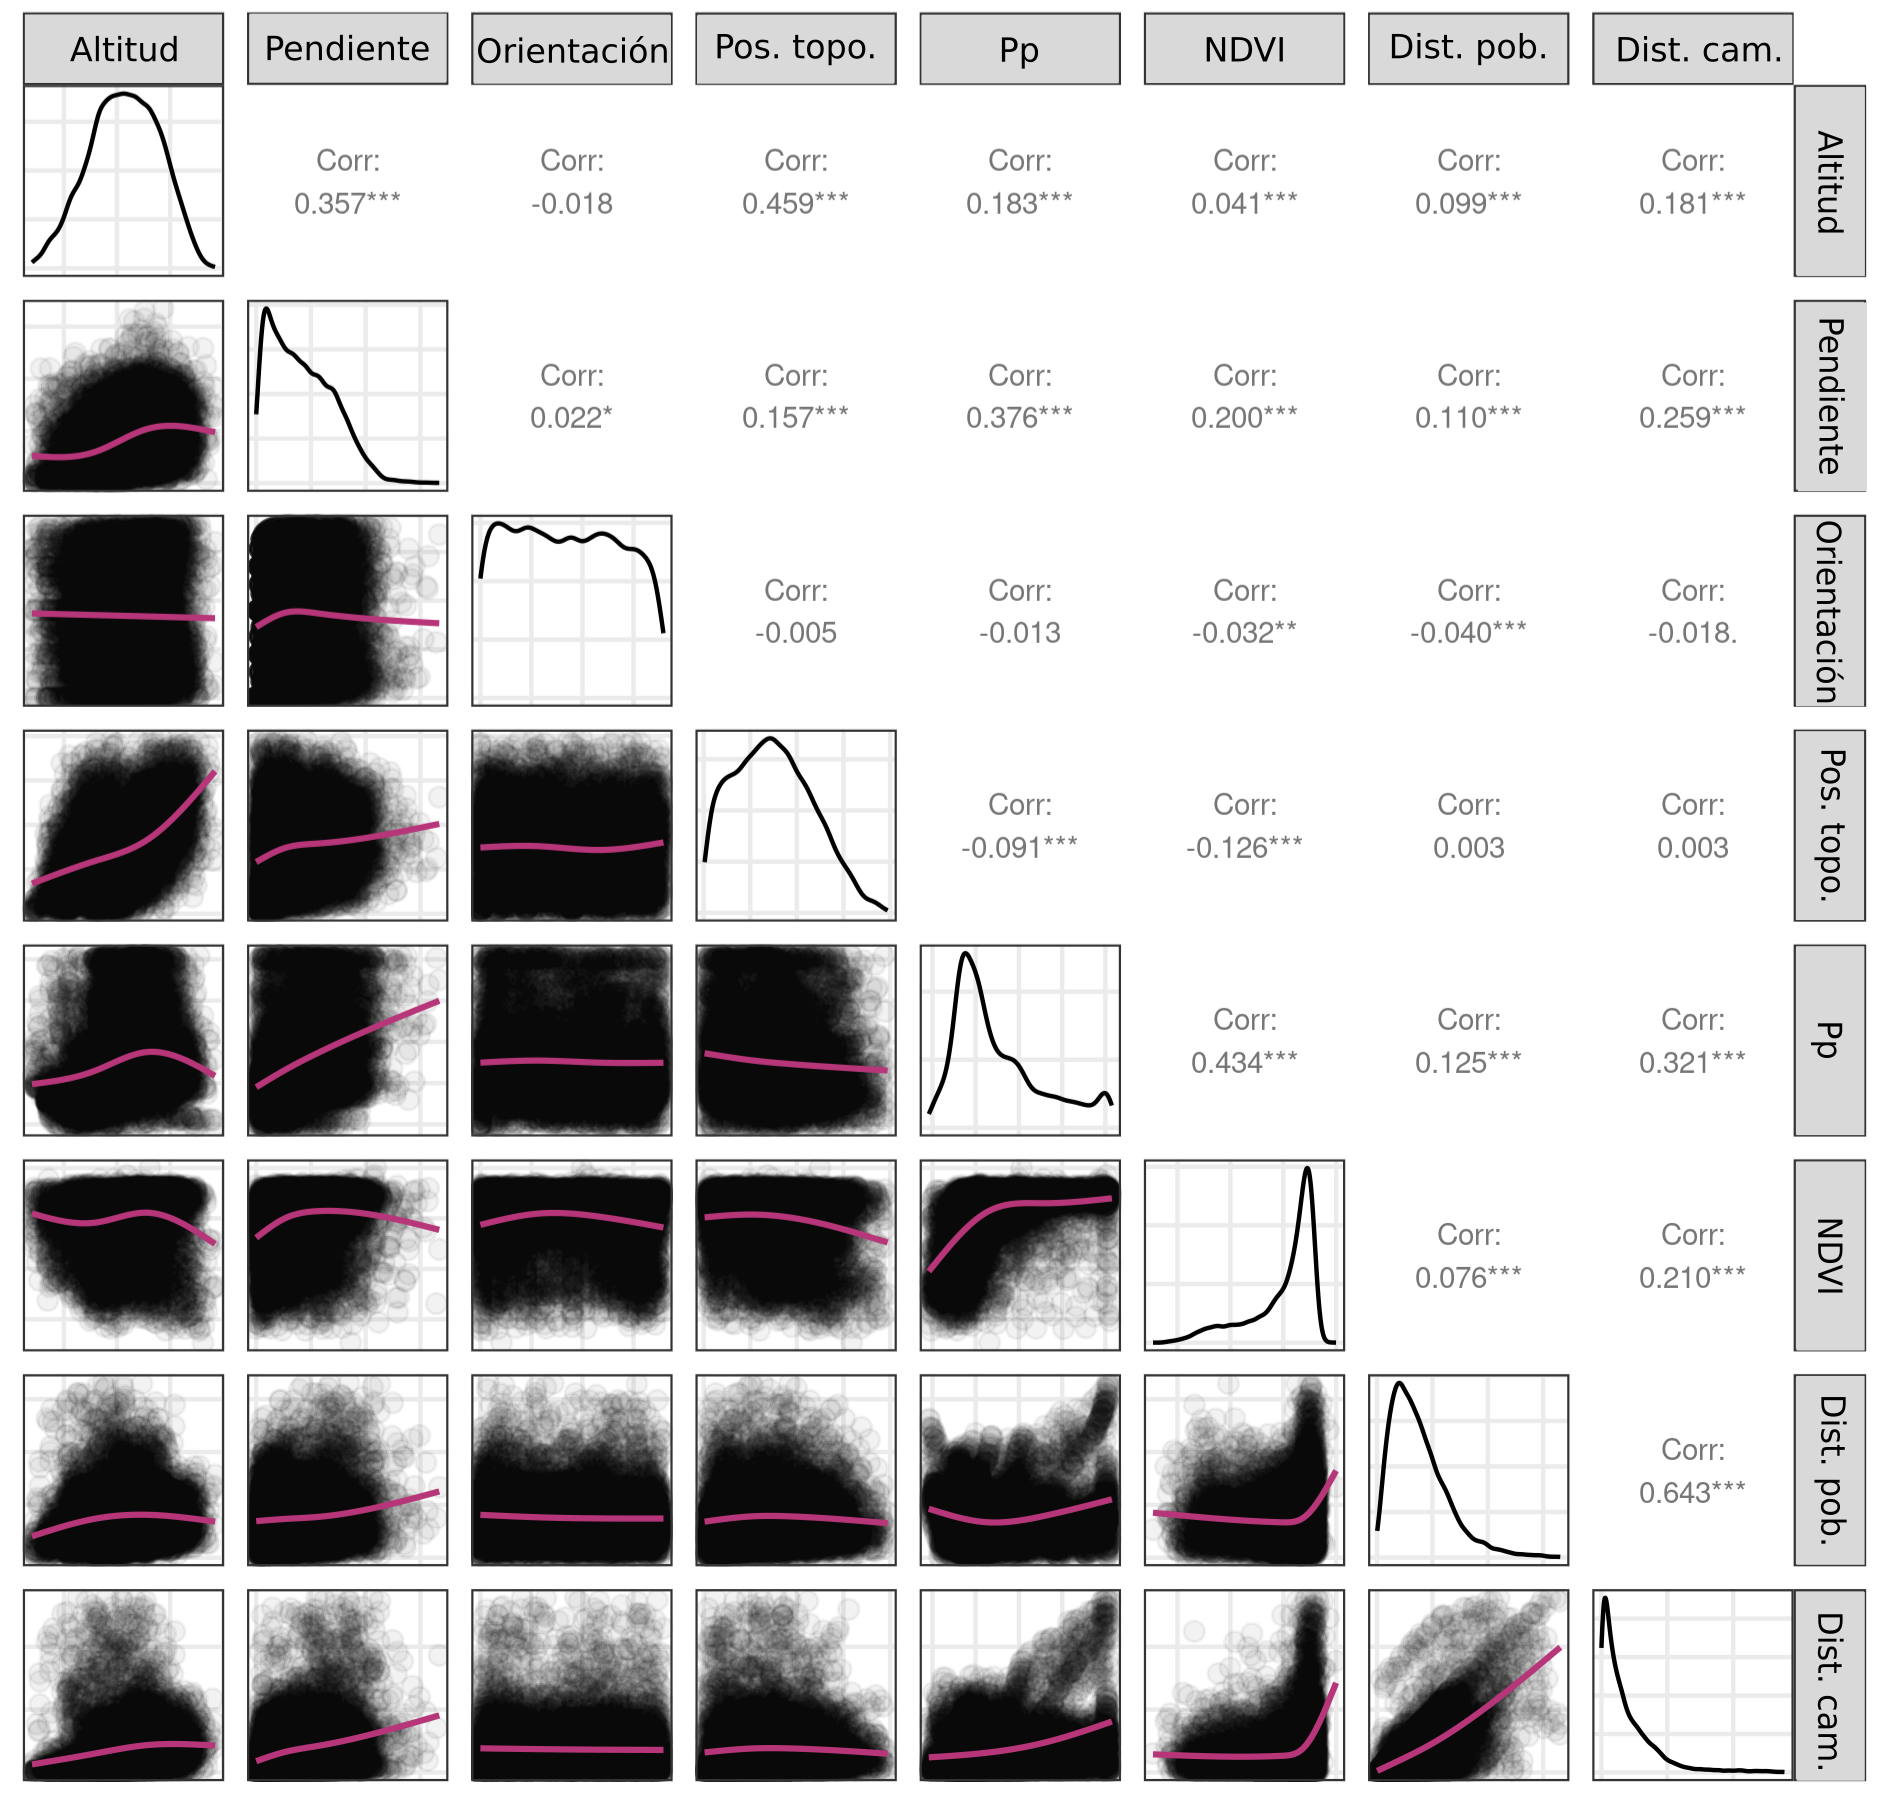 Altitud
Pendiente
Orientación
Pos. topo.
Pp
NDVI
Dist. pob.
Dist. cam.
Corr:
0.357***
Corr:
-0.018
Corr:
0.459***
Corr:
0.183***
Corr:
0.041***
Corr:
0.099***
Corr:
0.181***
Altitud
Corr:
0.022*
Corr:
0.157***
Corr:
0.376***
Corr:
0.200***
Corr:
0.110***
Corr:
0.259***
Pendiente
Corr:
-0.005
Corr:
-0.013
Corr:
-0.032**
Corr:
-0.040***
Corr:
-0.018.
Orientación
Corr:
-0.091***
Corr:
-0.126***
Corr:
0.003
Corr:
0.003
Pos. topo.
Corr:
0.434***
Corr:
0.125***
Corr:
0.321***
Pp
Corr:
0.076***
Corr:
0.210***
NDVI
Corr:
0.643***
Dist. pob.
Dist. cam.